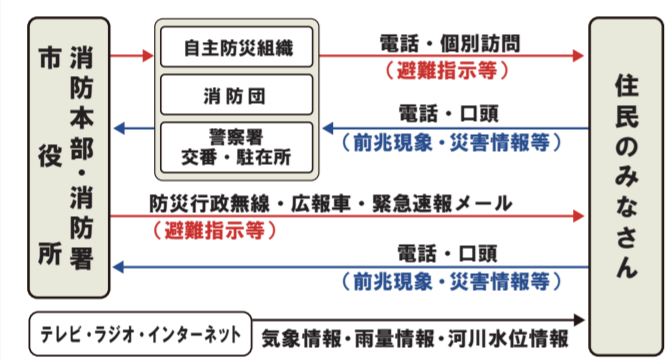 市役所
消防本部・消防署
自主防災組織
消防団
警察署
交番・駐在所
電話・個別訪問
（避難指示等）
電話・口頭
（前兆現象・災害情報等）
防災行政無線・広報車・緊急速報メール
（避難指示等）
電話・口頭
（前兆現象・災害情報等）
住民のみなさん
テレビ・ラジオ・インターネット
気象情報・雨量情報・河川水位情報